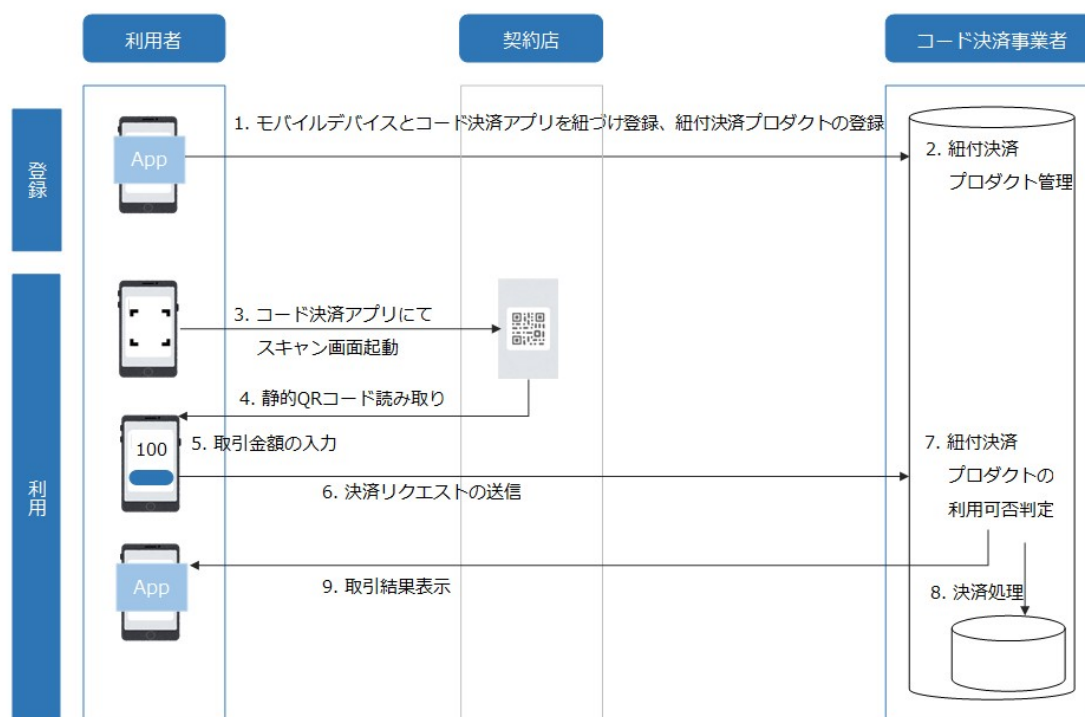 利用者
契約店
コード決済事業者
登録
1. モバイルデバイスとコード決済アプリを紐づけ登録、紐付決済プロダクトの登録
App
2. 紐付決済
プロダクト管理
利用
3. コード決済アプリにて
スキャン画面起動
4. 静的QRコード読み取り
100
5. 取引金額の入力
6. 決済リクエストの送信
7. 紐付決済
プロダクトの
利用可否判定
App
9. 取引結果表示
8. 決済処理